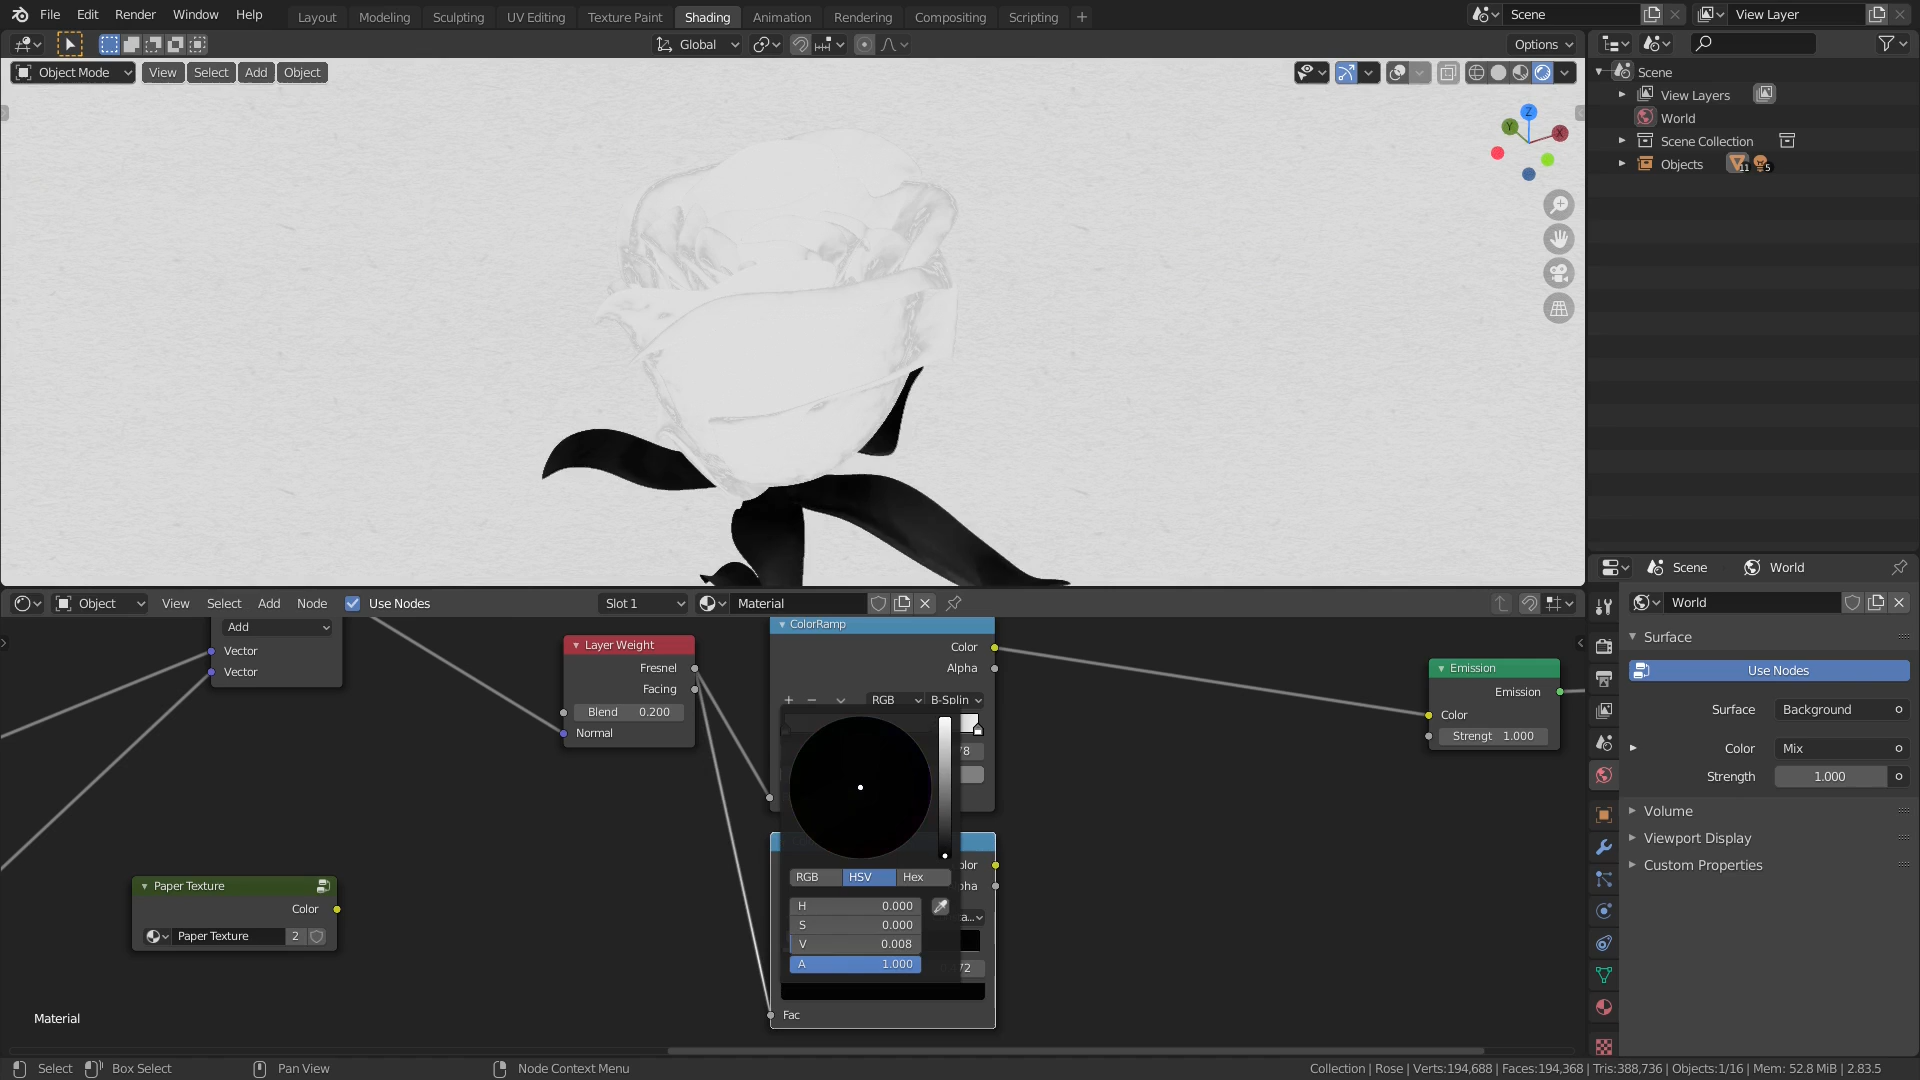 File Edit Render Window Help Layout Modeling Sculpting UV Editing Texture Paint Shading Animation Rendering Compositing Scripting + Scene View Layer
Global Options
Object Mode View Select Add Object
Z
Y X
Scene
View Layers
World
Scene Collection
Objects 11 5
Scene World
Object View Select Add Node Use Nodes Slot 1 Material
World
Surface
Use Nodes
Surface Background
Color Mix
Strength 1.000
Volume
Viewport Display
Custom Properties
Add
Vector
Vector
Layer Weight
Fresnel
Facing
Blend 0.200
Normal
ColorRamp
Color
Alpha
+ − RGB B-Splin
78
Emission
Emission
Color
Strengt 1.000
RGB HSV Hex
H 0.000
S 0.000
V 0.008
A 1.000
olor
pha
a...
72
Fac
Paper Texture
Color
Paper Texture 2
Material
Select Box Select Pan View Node Context Menu Collection | Rose | Verts:194,688 | Faces:194,368 | Tris:388,736 | Objects:1/16 | Mem: 52.8 MiB | 2.83.5